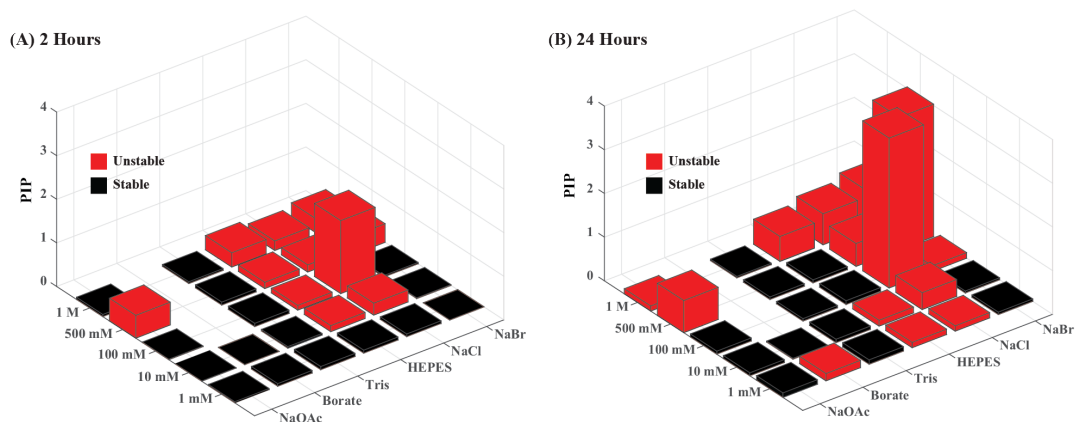 (A) 2 Hours
4
3
2
1
0
PIP
Unstable
Stable
1 M
500 mM
100 mM
10 mM
1 mM
NaOAc
Borate
Tris
HEPES
NaCl
NaBr
(B) 24 Hours
4
3
2
1
0
PIP
Unstable
Stable
1 M
500 mM
100 mM
10 mM
1 mM
NaOAc
Borate
Tris
HEPES
NaCl
NaBr